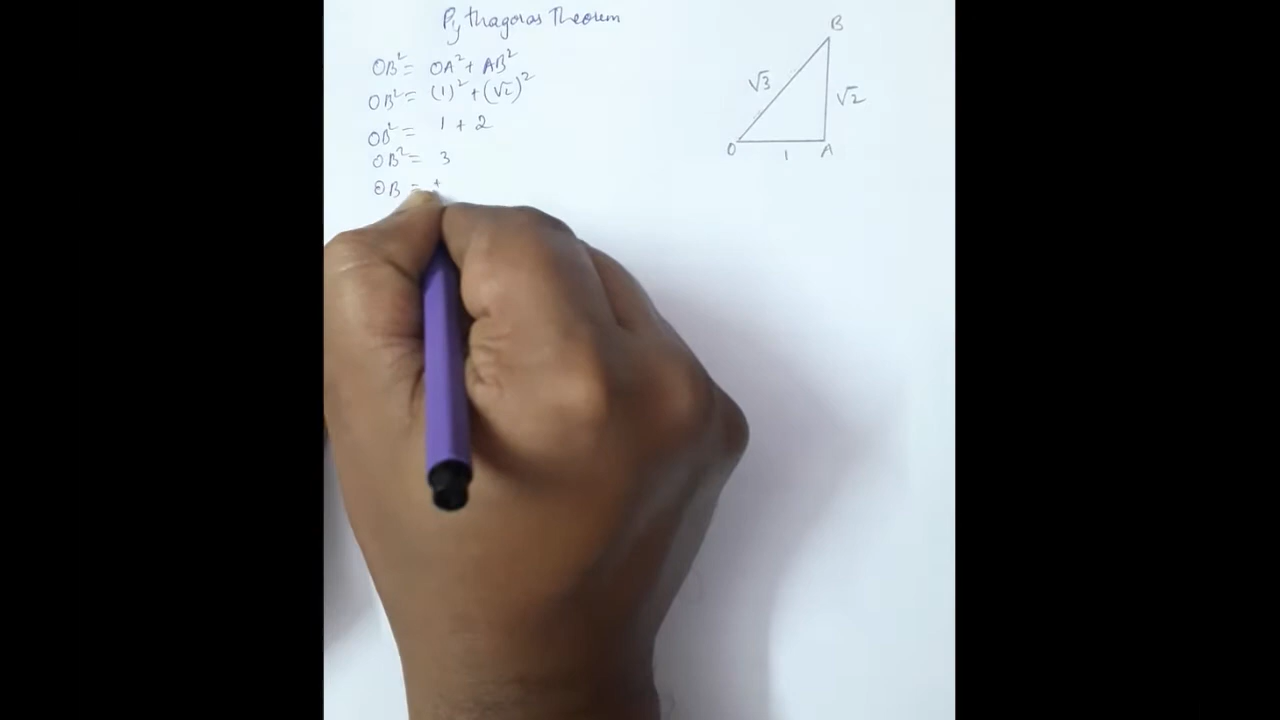 Pythagoras Theorem
OB² = OA² + AB²
OB² = (1)² + (√2)²
OB² = 1 + 2
OB² = 3
OB =
B
√3
√2
O
1
A